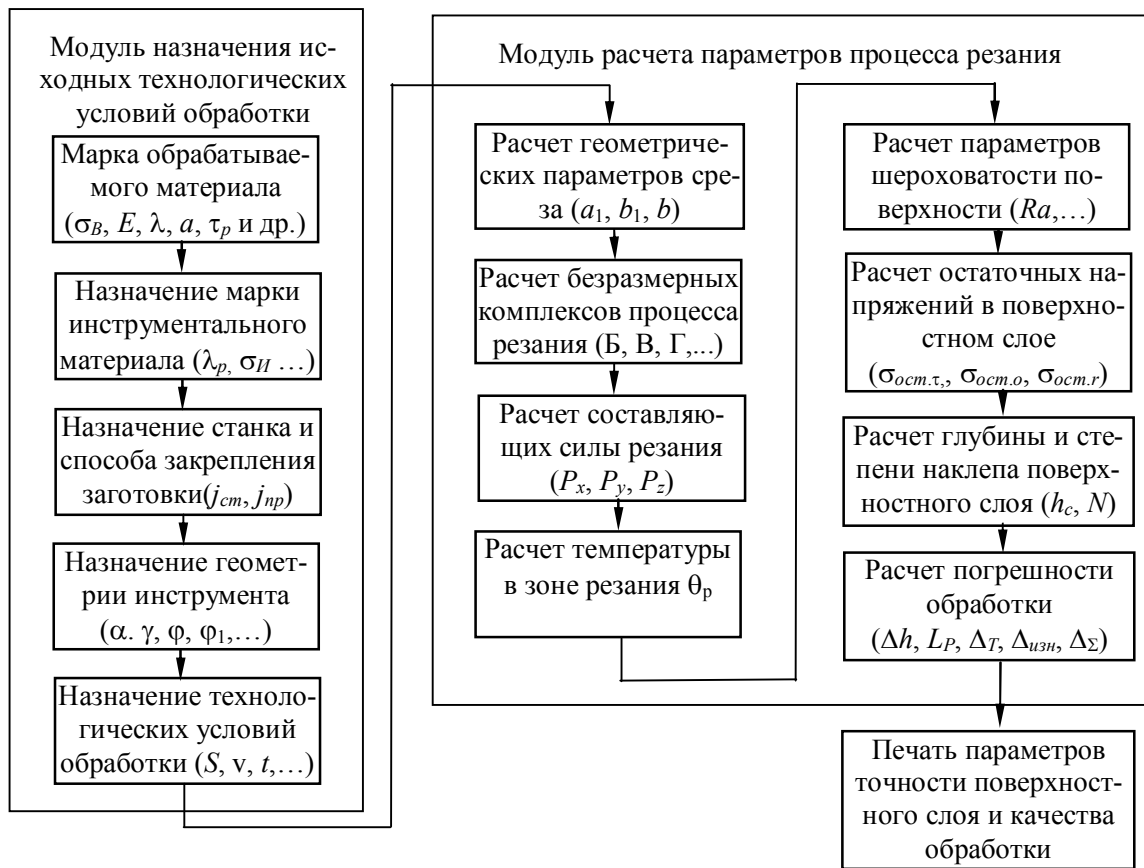 Модуль назначения ис-
ходных технологических
условий обработки
Марка обрабатывае-
мого материала
(σВ, E, λ, a, τp и др.)
Назначение марки
инструментального
материала (λp, σИ …)
Назначение станка и
способа закрепления
заготовки(jст, jпр)
Назначение геомет-
рии инструмента
(α. γ, φ, φ1,…)
Назначение техноло-
гических условий
обработки (S, v, t,…)
Модуль расчета параметров процесса резания
Расчет геометриче-
ских параметров сре-
за (a1, b1, b)
Расчет безразмерных
комплексов процесса
резания (Б, В, Г,...)
Расчет составляю-
щих силы резания
(Px, Py, Pz)
Расчет температуры
в зоне резания θр
Расчет параметров
шероховатости по-
верхности (Ra,…)
Расчет остаточных на-
пряжений в поверхно-
стном слое
(σост.τ,, σост.о, σост.r)
Расчет глубины и сте-
пени наклепа поверх-
ностного слоя (hc, N)
Расчет погрешности
обработки
(Δh, LP, ΔT, Δизн, ΔΣ)
Печать параметров
точности поверхност-
ного слоя и качества
обработки